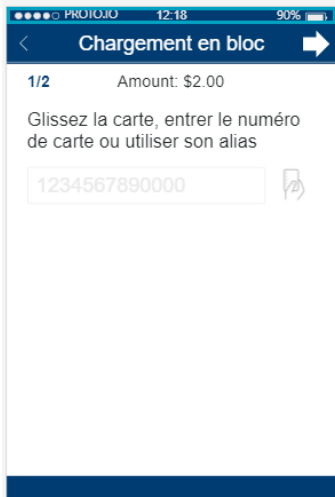 PROTO.IO 12:18 90%
Chargement en bloc
1/2 Amount: $2.00
Glissez la carte, entrer le numéro
de carte ou utiliser son alias
1234567890000